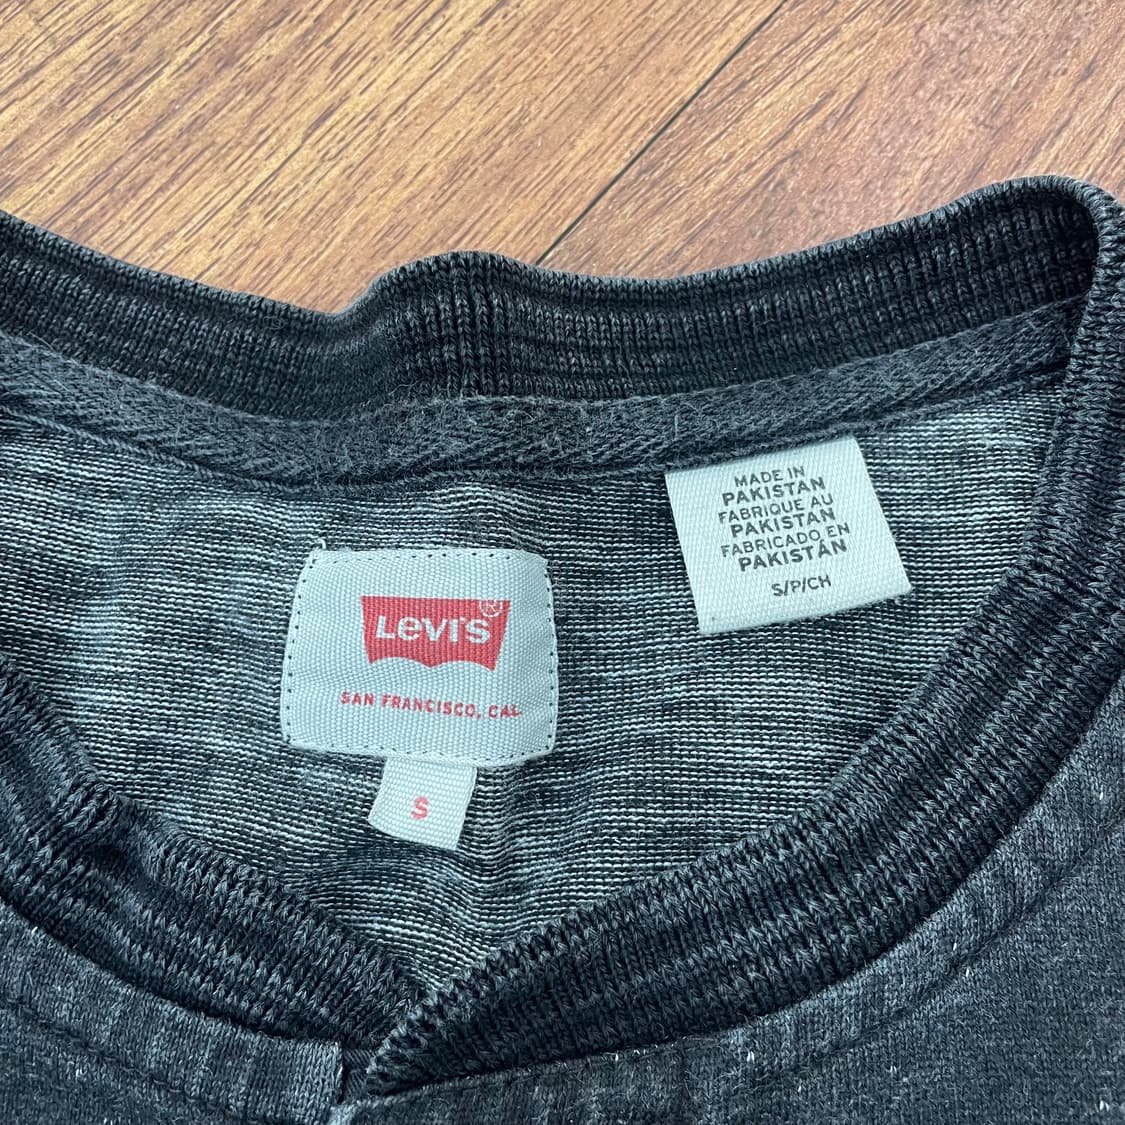 MADE IN
PAKISTAN
FABRIQUE AU
PAKISTAN
FABRICADO EN
PAKISTÁN
S/P/CH
Levi's®
SAN FRANCISCO, CAL
S